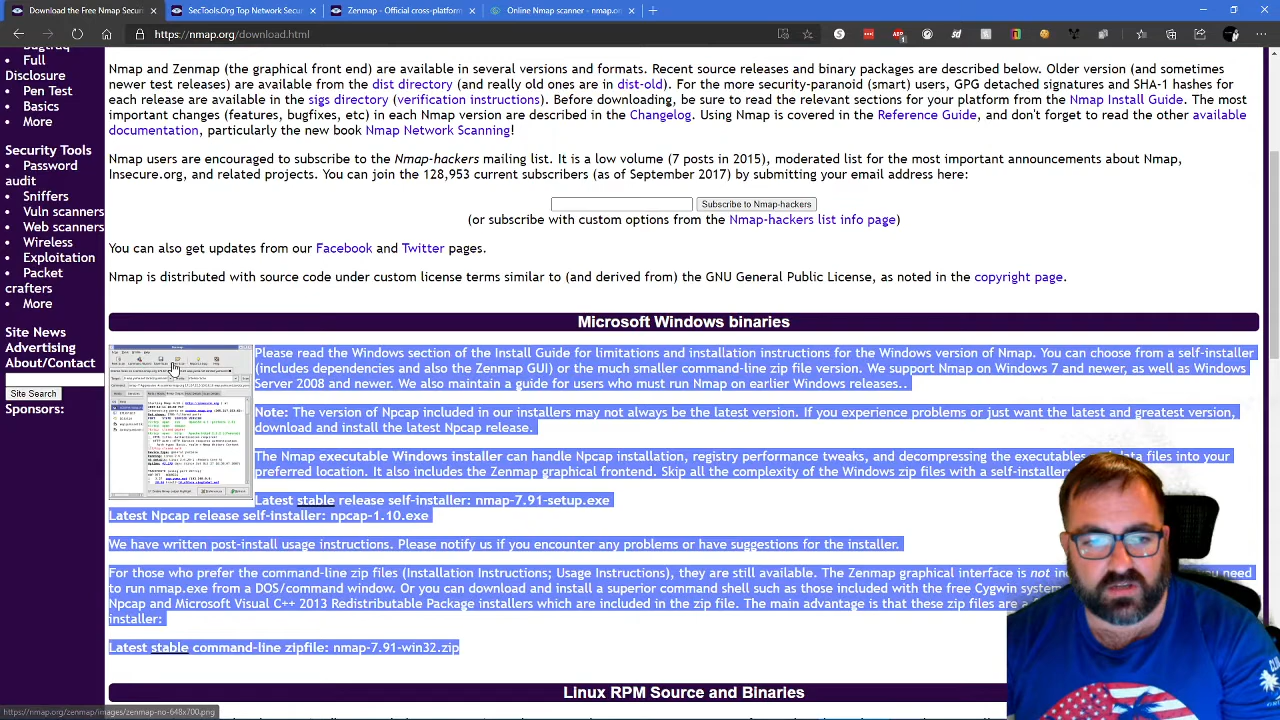 Download the Free Nmap Secur
SecTools.Org Top Network Secur
Zenmap - Official cross-platform
Online Nmap scanner - nmap.on
https://nmap.org/download.html
Bugtraq
Full
Disclosure
Pen Test
Basics
More
Security Tools
Password
audit
Sniffers
Vuln scanners
Web scanners
Wireless
Exploitation
Packet
crafters
More
Site News
Advertising
About/Contact
Site Search
Sponsors:
Nmap and Zenmap (the graphical front end) are available in several versions and formats. Recent source releases and binary packages are described below. Older version (and sometimes
newer test releases) are available from the dist directory (and really old ones are in dist-old). For the more security-paranoid (smart) users, GPG detached signatures and SHA-1 hashes for
each release are available in the sigs directory (verification instructions). Before downloading, be sure to read the relevant sections for your platform from the Nmap Install Guide. The most
important changes (features, bugfixes, etc) in each Nmap version are described in the Changelog. Using Nmap is covered in the Reference Guide, and don't forget to read the other available
documentation, particularly the new book Nmap Network Scanning!
Nmap users are encouraged to subscribe to the Nmap-hackers mailing list. It is a low volume (7 posts in 2015), moderated list for the most important announcements about Nmap,
Insecure.org, and related projects. You can join the 128,953 current subscribers (as of September 2017) by submitting your email address here:
Subscribe to Nmap-hackers
(or subscribe with custom options from the Nmap-hackers list info page)
You can also get updates from our Facebook and Twitter pages.
Nmap is distributed with source code under custom license terms similar to (and derived from) the GNU General Public License, as noted in the copyright page.
Microsoft Windows binaries
Please read the Windows section of the Install Guide for limitations and installation instructions for the Windows version of Nmap. You can choose from a self-installer
(includes dependencies and also the Zenmap GUI) or the much smaller command-line zip file version. We support Nmap on Windows 7 and newer, as well as Windows
Server 2008 and newer. We also maintain a guide for users who must run Nmap on earlier Windows releases..
Note: The version of Npcap included in our installers may not always be the latest version. If you experience problems or just want the latest and greatest version,
download and install the latest Npcap release.
The Nmap executable Windows installer can handle Npcap installation, registry performance tweaks, and decompressing the executables and data files into your
preferred location. It also includes the Zenmap graphical frontend. Skip all the complexity of the Windows zip files with a self-installer
Latest stable release self-installer: nmap-7.91-setup.exe
Latest Npcap release self-installer: npcap-1.10.exe
We have written post-install usage instructions. Please notify us if you encounter any problems or have suggestions for the installer.
For those who prefer the command-line zip files (Installation Instructions; Usage Instructions), they are still available. The Zenmap graphical interface is not you need
to run nmap.exe from a DOS/command window. Or you can download and install a superior command shell such as those included with the free Cygwin system
Npcap and Microsoft Visual C++ 2013 Redistributable Package installers which are included in the zip file. The main advantage is that these zip files are
installer:
Latest stable command-line zipfile: nmap-7.91-win32.zip
Linux RPM Source and Binaries
https://nmap.org/zenmap/images/zenmap-no-648x700.png